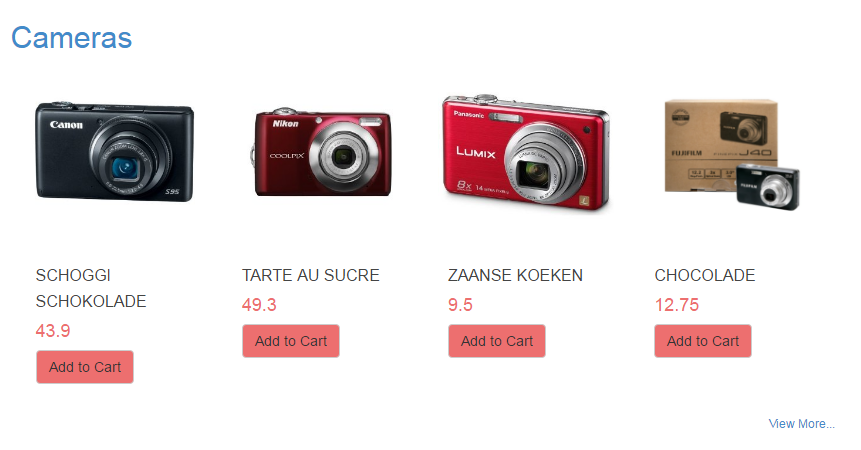 Cameras
Canon
S95
Nikon
COOLPIX
Panasonic
LUMIX
8x
L
FUJIFILM
J40
SCHOGGI
SCHOKOLADE
43.9
Add to Cart
TARTE AU SUCRE
49.3
Add to Cart
ZAANSE KOEKEN
9.5
Add to Cart
CHOCOLADE
12.75
Add to Cart
View More...